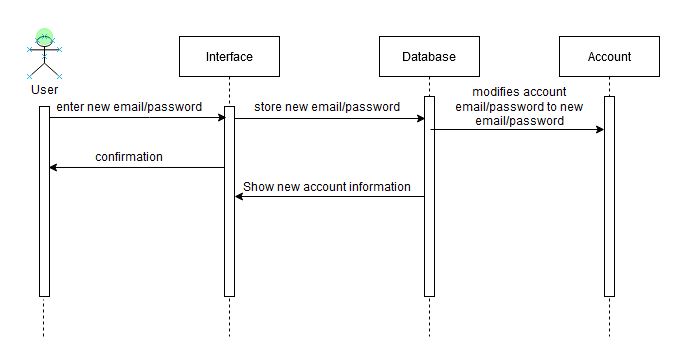 Interface
Database
Account
User
modifies account
email/password to new
email/password
enter new email/password
store new email/password
confirmation
Show new account information